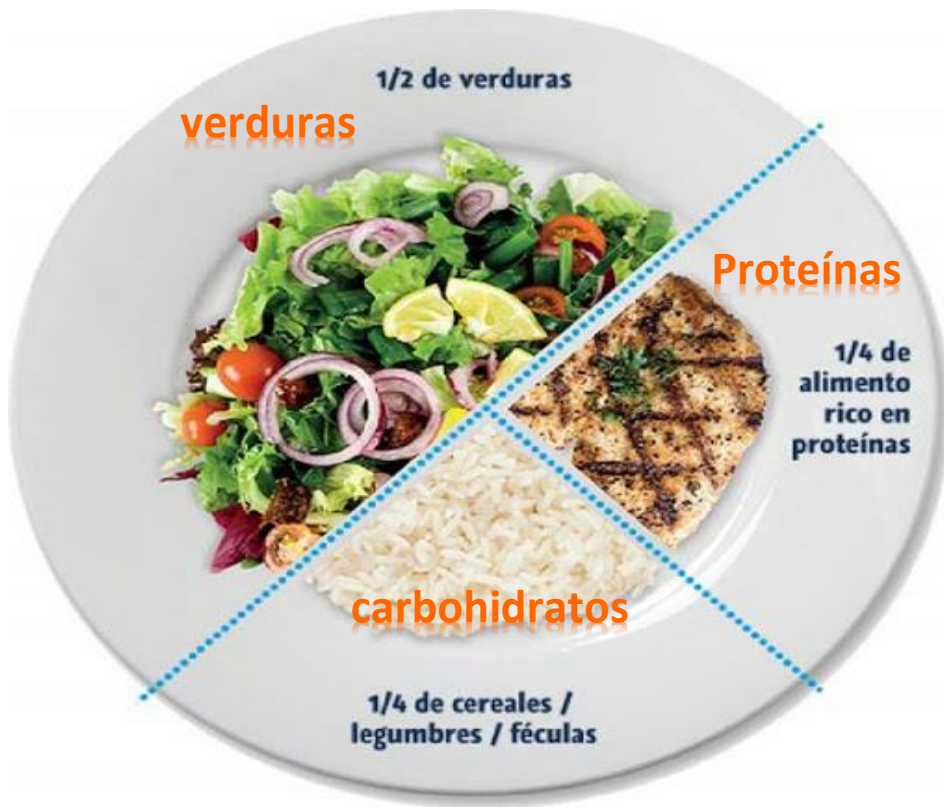 1/2 de verduras
verduras
Proteínas
1/4 de
alimento
rico en
proteínas
carbohidratos
1/4 de cereales /
legumbres / féculas